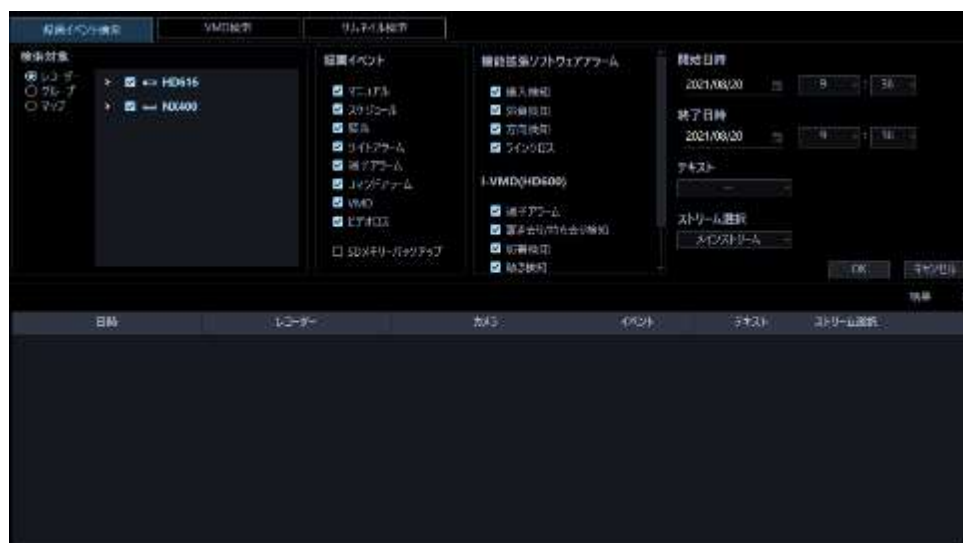 録画イベント検索
VMD検索
サムネイル検索
検索対象
レコーダー
グループ
マップ
HD616
NX400
録画イベント
マニュアル
スケジュール
緊急
サイトアラーム
端子アラーム
コマンドアラーム
VMD
ビデオロス
SDメモリーバックアップ
機能拡張ソフトウェアアラーム
侵入検知
滞留検知
方向検知
ラインクロス
i-VMD(HD600)
端子アラーム
置き去り/持ち去り検知
妨害検知
動き検知
開始日時
2021/08/20
9 :
終了日時
2021/08/20
9 :
テキスト
---
ストリーム選択
メインストリーム
OK
キャンセル
結果
日時
レコーダー
カメラ
イベント
テキスト
ストリーム選択